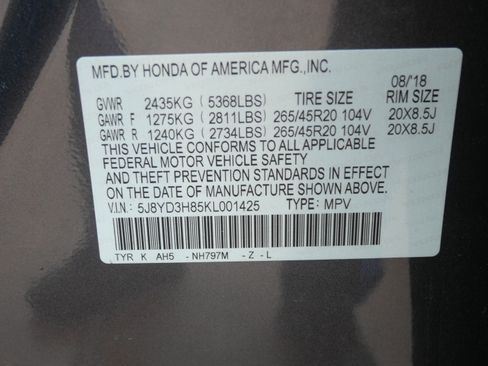 MFD.BY HONDA OF AMERICA MFG.,INC.
08/'18
GVWR 2435KG (5368LBS) TIRE SIZE RIM SIZE
GAWR F 1275KG (2811LBS) 265/45R20 104V 20X8.5J
GAWR R 1240KG (2734LBS) 265/45R20 104V 20X8.5J
THIS VEHICLE CONFORMS TO ALL APPLICABLE
FEDERAL MOTOR VEHICLE SAFETY
AND THEFT PREVENTION STANDARDS IN EFFECT
ON THE DATE OF MANUFACTURE SHOWN ABOVE.
V.I.N: 5J8YD3H85KL001425 TYPE: MPV
TYR K AH5 -NH797M -Z -L